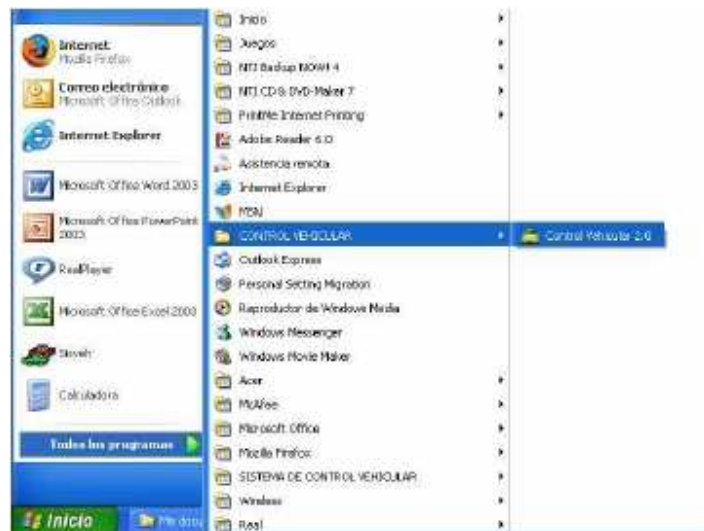 Internet
Mozilla Firefox
Correo electrónico
Microsoft Office Outlook
Internet Explorer
Microsoft Office Word 2003
Microsoft Office PowerPoint
2003
RealPlayer
Microsoft Office Excel 2003
Calculadora
Todos los programas
Inicio
Mis docu
Inicio
Juegos
NTI Backup NOW! 4
NTI CD & DVD-Maker 7
PrintMe Internet Printing
Adobe Reader 6.0
Asistencia remota
Internet Explorer
MSN
CONTROL VEHICULAR
Outlook Express
Personal Setting Migration
Reproductor de Windows Media
Windows Messenger
Windows Movie Maker
Acer
McAfee
Microsoft Office
Mozilla Firefox
SISTEMA DE CONTROL VEHICULAR
Wireless
Real
Control Vehicular 2.0